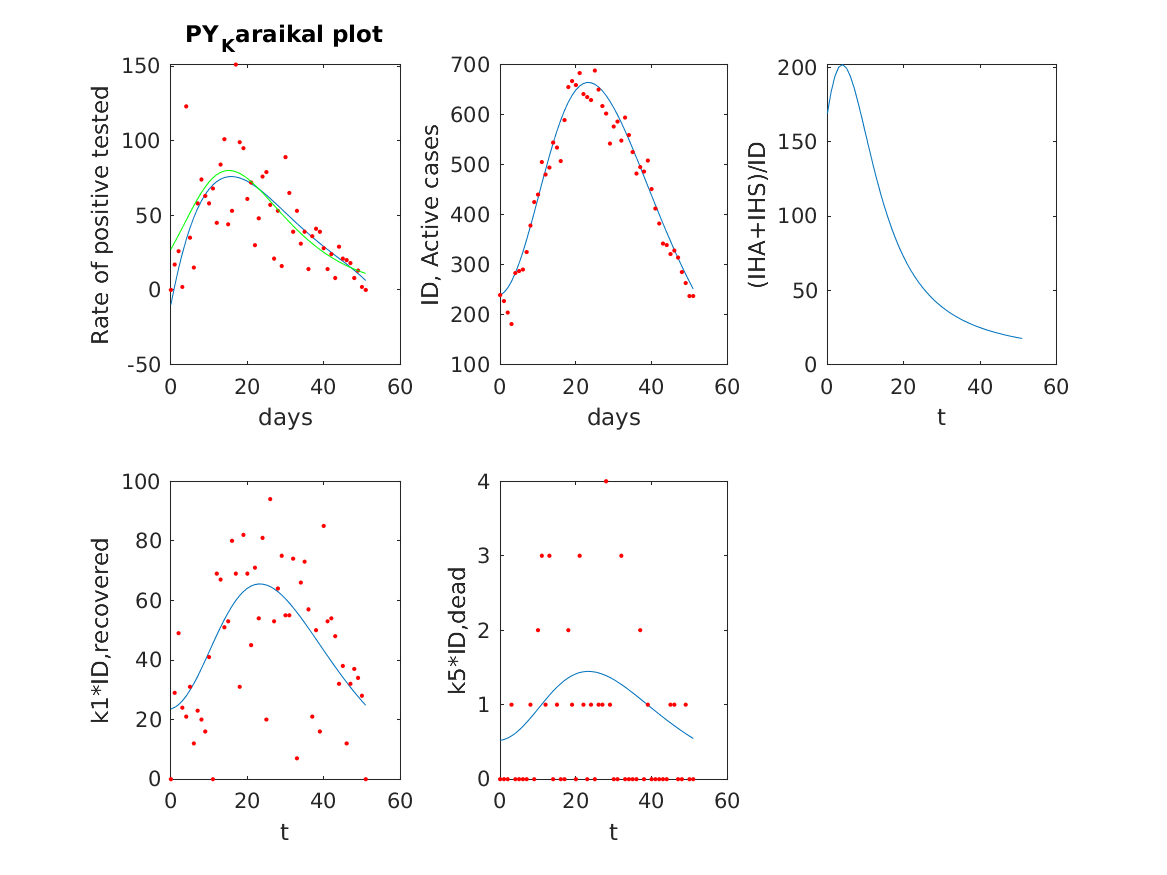 PY_Karaikal plot
Rate of positive tested
150
100
50
0
-50
0 20 40 60
days
ID, Active cases
700
600
500
400
300
200
100
0 20 40 60
days
(IHA+IHS)/ID
200
150
100
50
0
0 20 40 60
t
k1*ID,recovered
100
80
60
40
20
0
0 20 40 60
t
k5*ID,dead
4
3
2
1
0
0 20 40 60
t